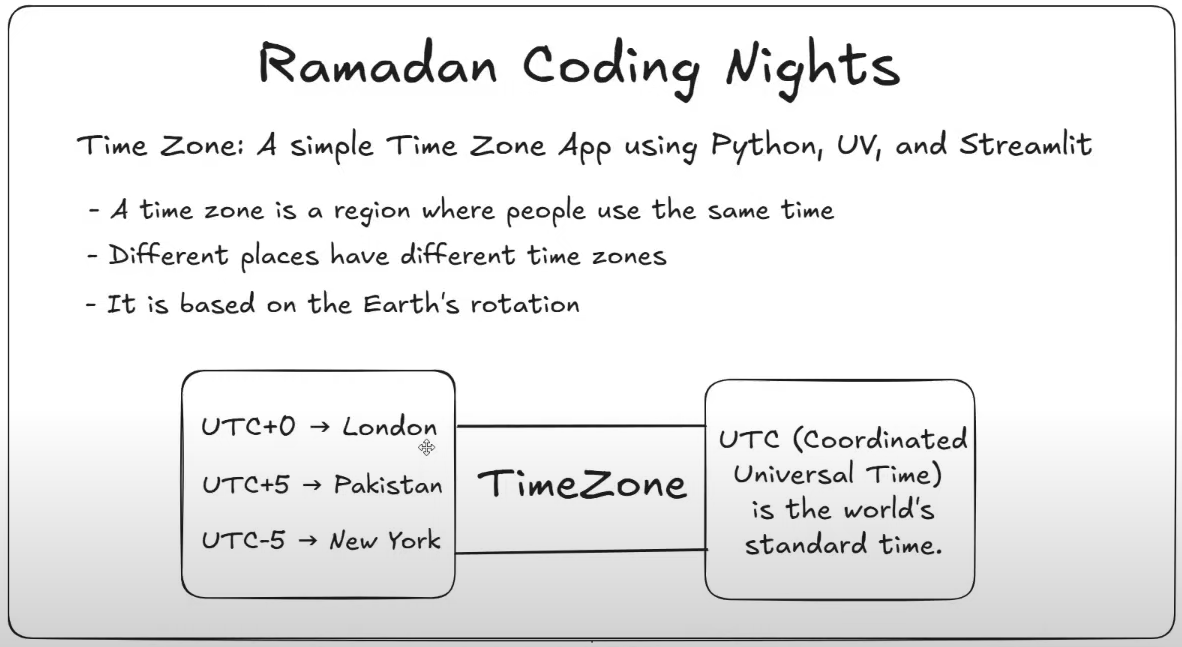 Ramadan Coding Nights
Time Zone: A simple Time Zone App using Python, UV, and Streamlit
- A time zone is a region where people use the same time
- Different places have different time zones
- It is based on the Earth's rotation
UTC+0 → London
UTC+5 → Pakistan
UTC-5 → New York
TimeZone
UTC (Coordinated
Universal Time)
is the world's
standard time.